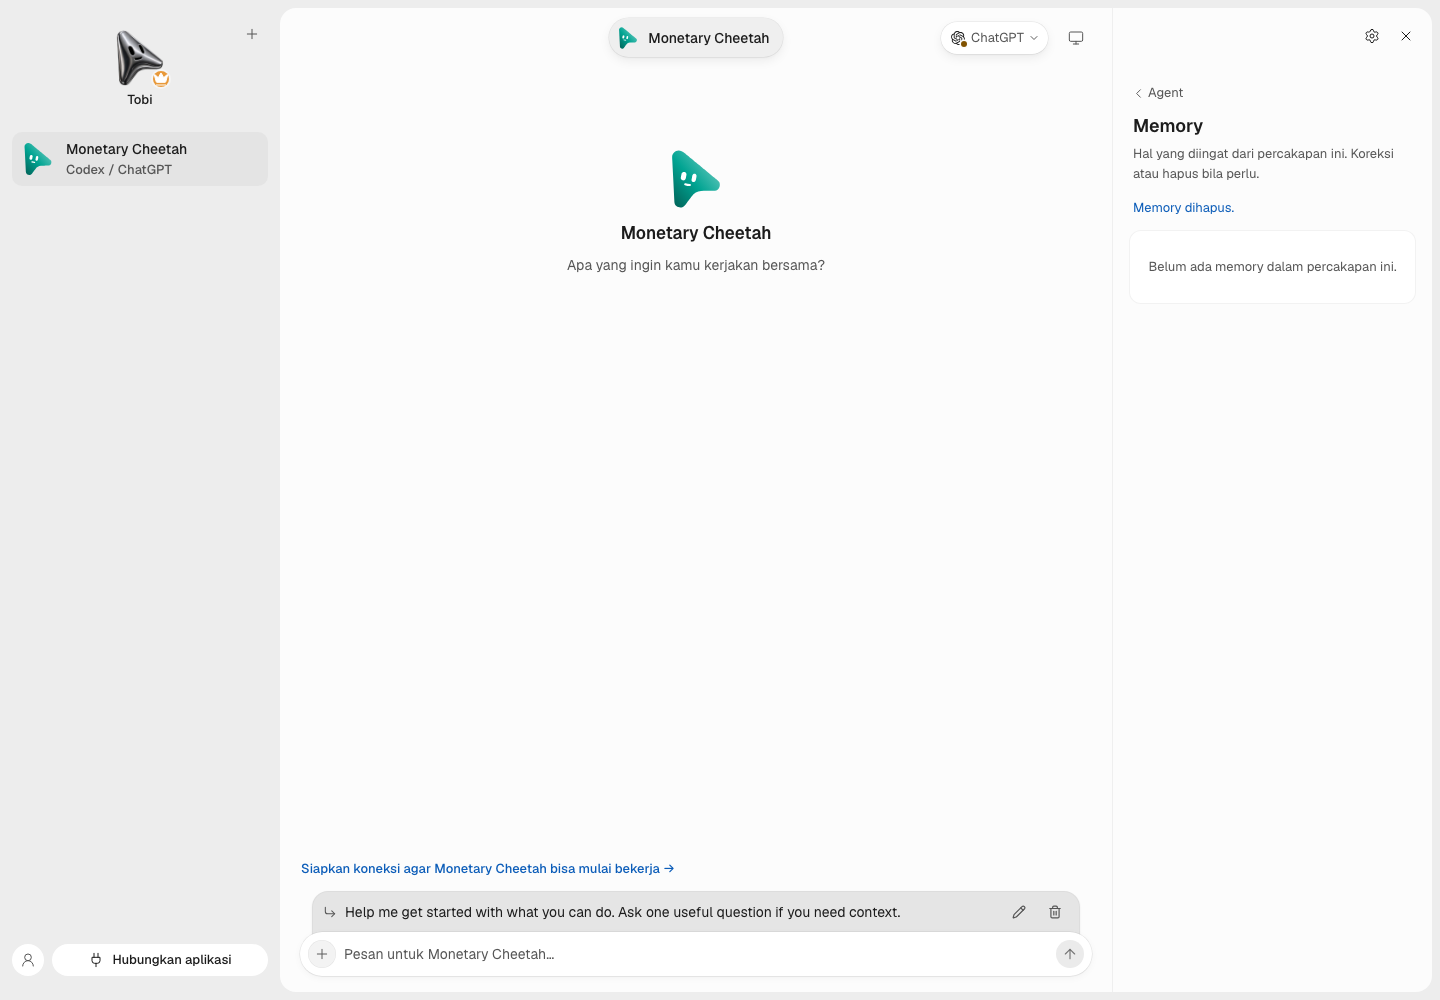 Tobi
Monetary Cheetah
Codex / ChatGPT
Hubungkan aplikasi
Monetary Cheetah
ChatGPT
Monetary Cheetah
Apa yang ingin kamu kerjakan bersama?
Siapkan koneksi agar Monetary Cheetah bisa mulai bekerja →
Help me get started with what you can do. Ask one useful question if you need context.
Pesan untuk Monetary Cheetah...
Agent
Memory
Hal yang diingat dari percakapan ini. Koreksi
atau hapus bila perlu.
Memory dihapus.
Belum ada memory dalam percakapan ini.